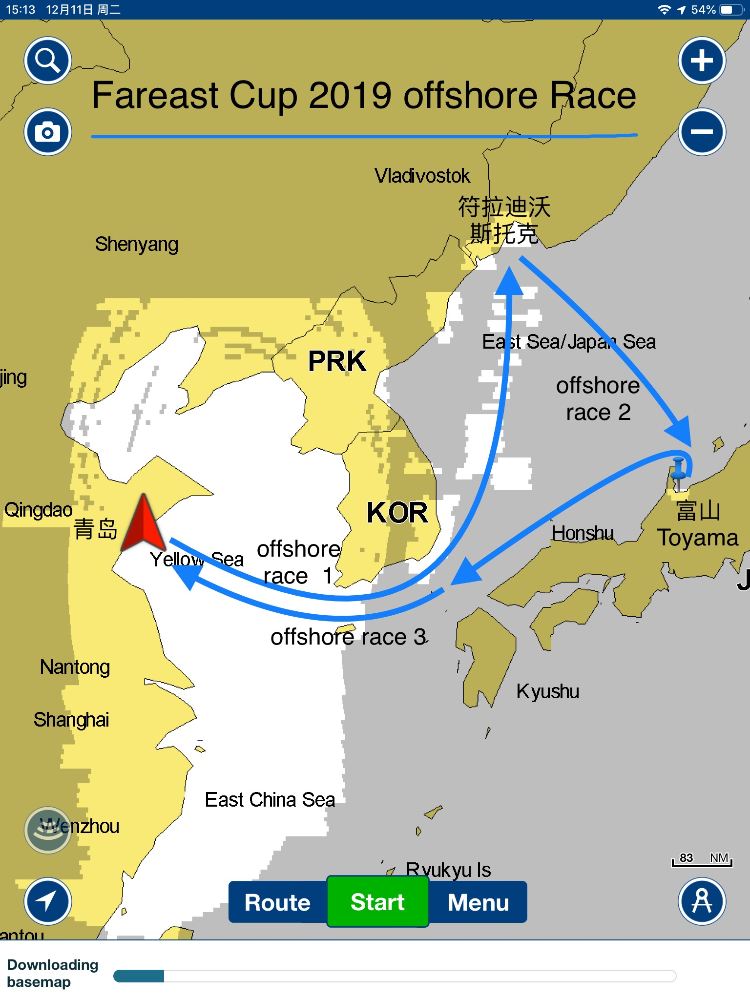 15:13 12月11日 周二
54%
Fareast Cup 2019 offshore Race
Vladivostok
符拉迪沃
斯托克
Shenyang
East Sea/Japan Sea
PRK
jing
offshore
race 2
Qingdao
青岛
KOR
富山
Toyama
Honshu
Yellow Sea
offshore
race 1
J
offshore race 3
Nantong
Kyushu
Shanghai
East China Sea
Wenzhou
83 NM
Ryukyu Is
Route
Start
Menu
antou
Downloading
basemap